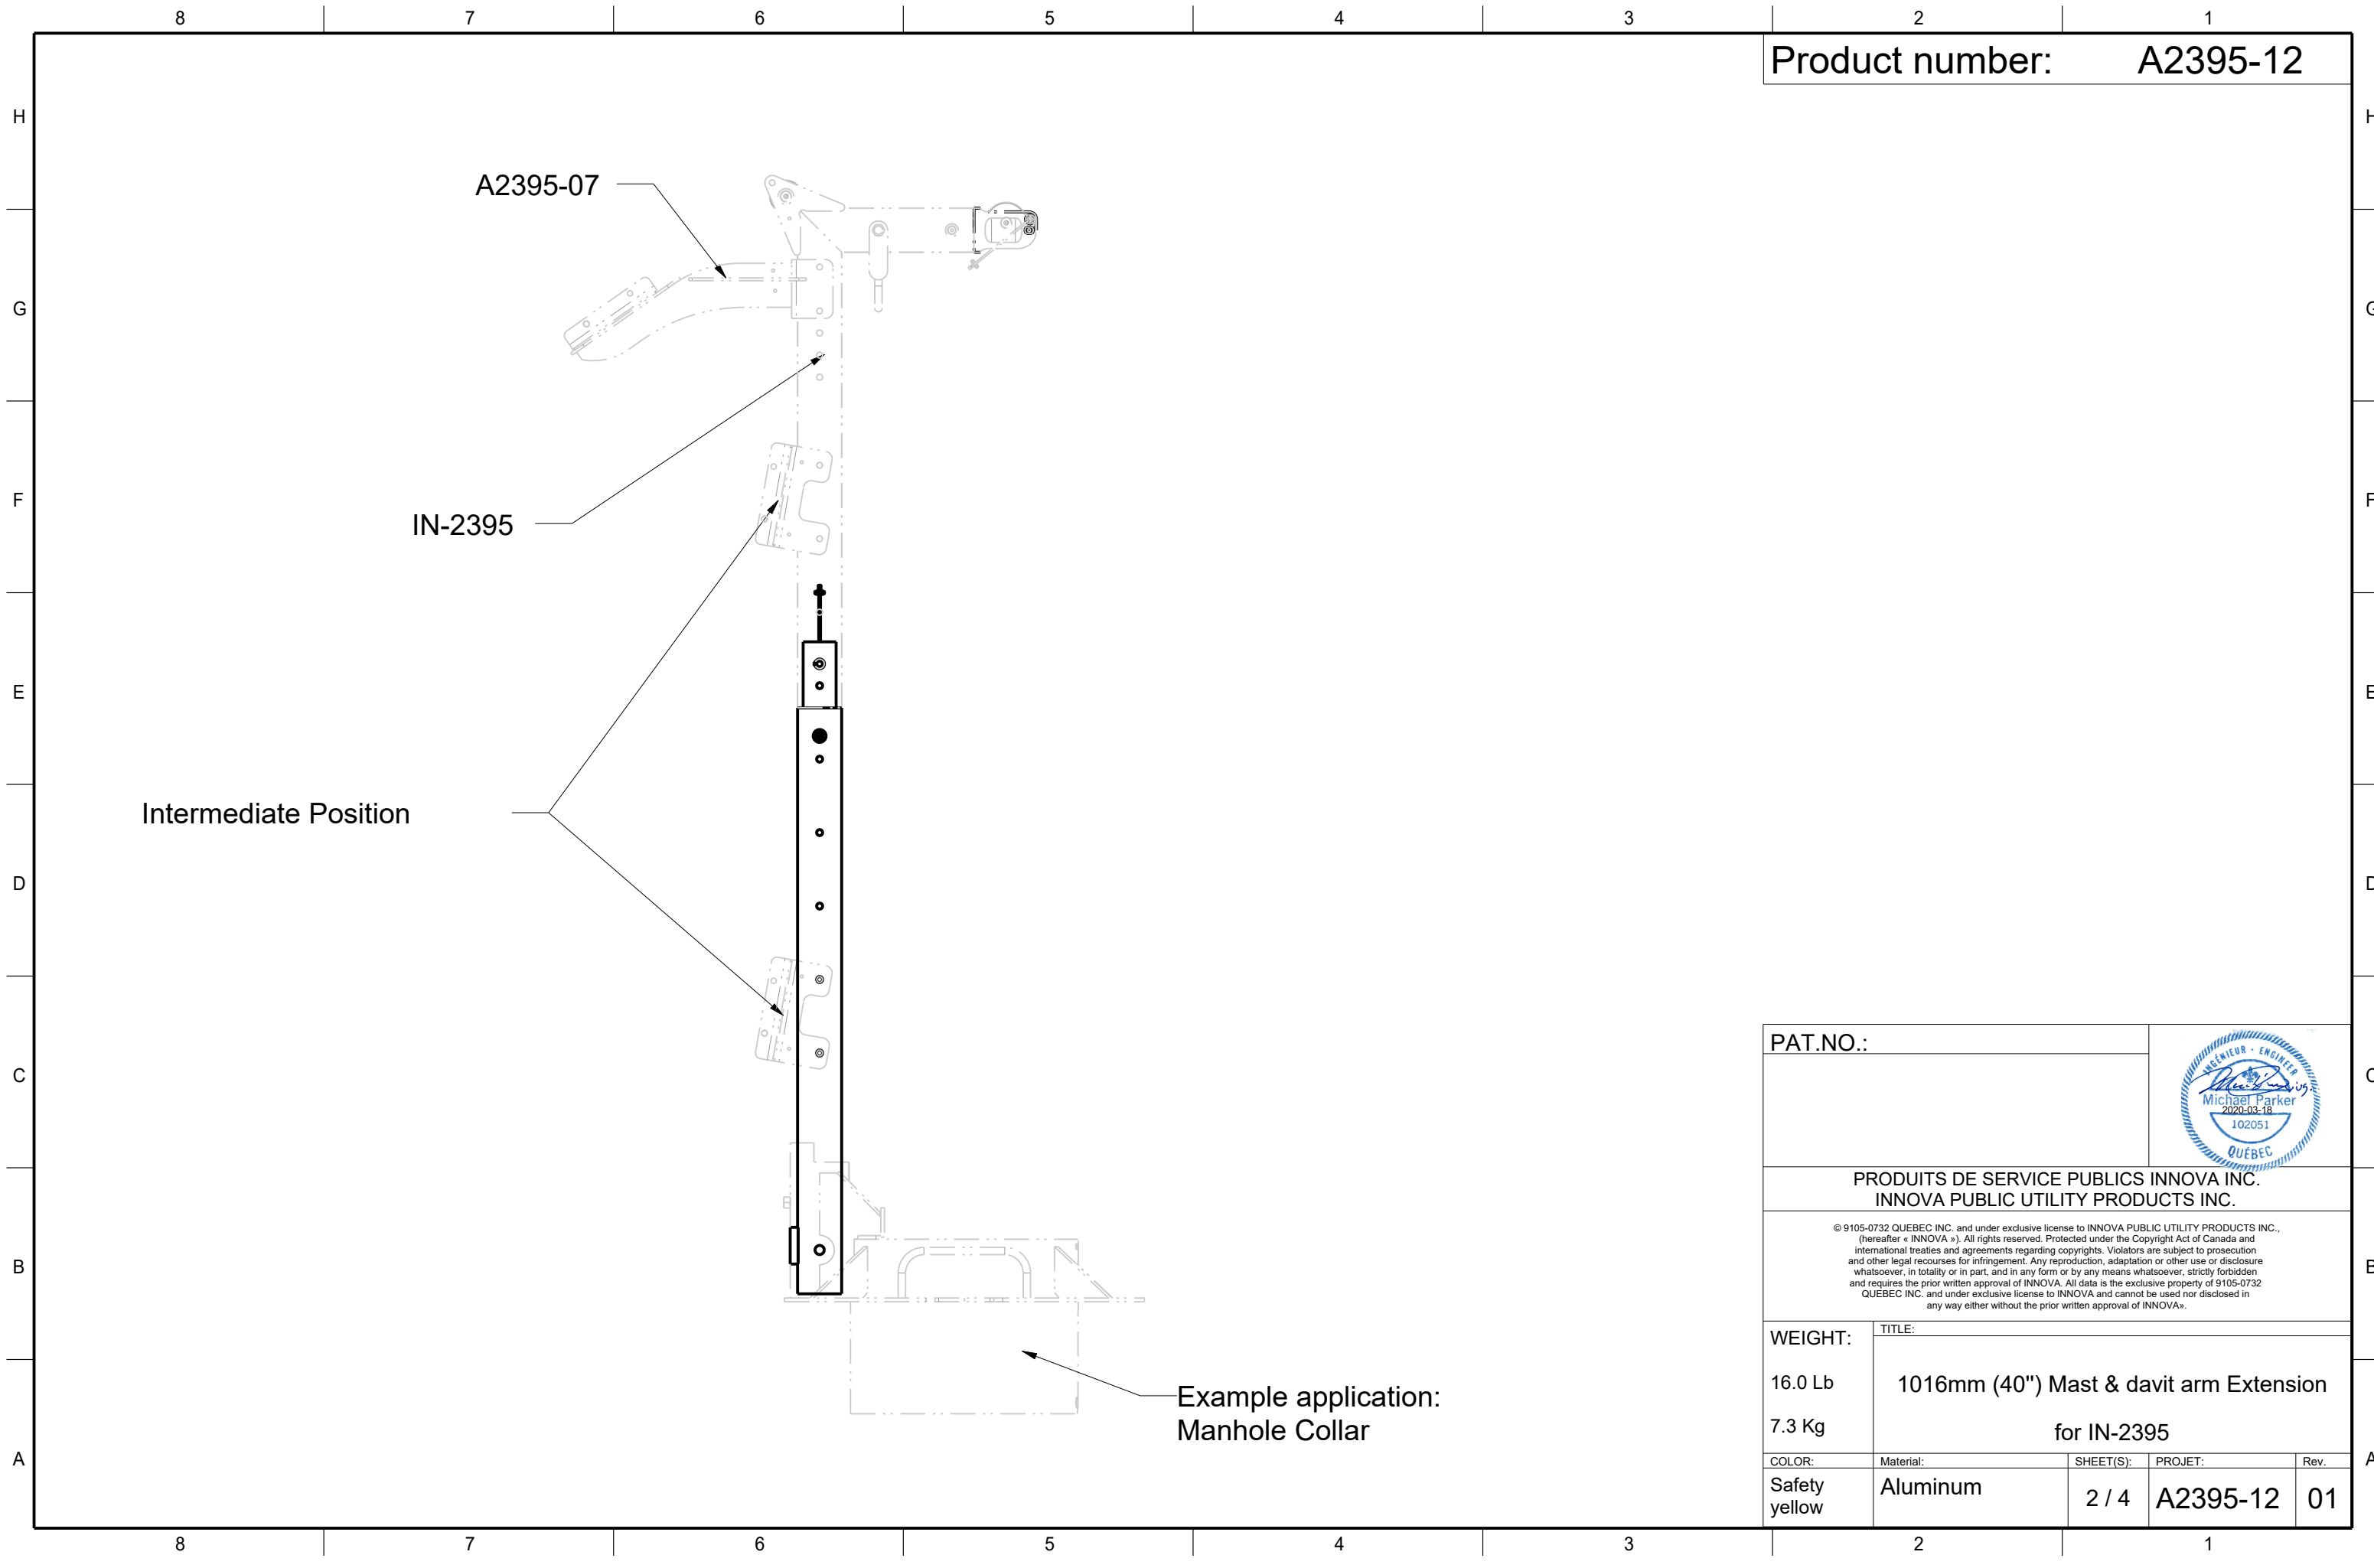 8 7 6 5 4 3 2 1
Product number: A2395-12
H H
G G
F F
E E
D D
C C
B B
A A
A2395-07
IN-2395
Intermediate Position
Example application:
Manhole Collar
PAT.NO.:
INGÉNIEUR - ENGINEER
Michael Parker
2020-03-18
102051
QUÉBEC
PRODUITS DE SERVICE PUBLICS INNOVA INC.
INNOVA PUBLIC UTILITY PRODUCTS INC.
© 9105-0732 QUEBEC INC. and under exclusive license to INNOVA PUBLIC UTILITY PRODUCTS INC.,
(hereafter « INNOVA »). All rights reserved. Protected under the Copyright Act of Canada and
international treaties and agreements regarding copyrights. Violators are subject to prosecution
and other legal recourses for infringement. Any reproduction, adaptation or other use or disclosure
whatsoever, in totality or in part, and in any form or by any means whatsoever, strictly forbidden
and requires the prior written approval of INNOVA. All data is the exclusive property of 9105-0732
QUEBEC INC. and under exclusive license to INNOVA and cannot be used nor disclosed in
any way either without the prior written approval of INNOVA».
WEIGHT:
16.0 Lb
7.3 Kg
TITLE:
1016mm (40") Mast & davit arm Extension
for IN-2395
COLOR:
Safety
yellow
Material:
Aluminum
SHEET(S):
2 / 4
PROJET:
A2395-12
Rev.
01
8 7 6 5 4 3 2 1